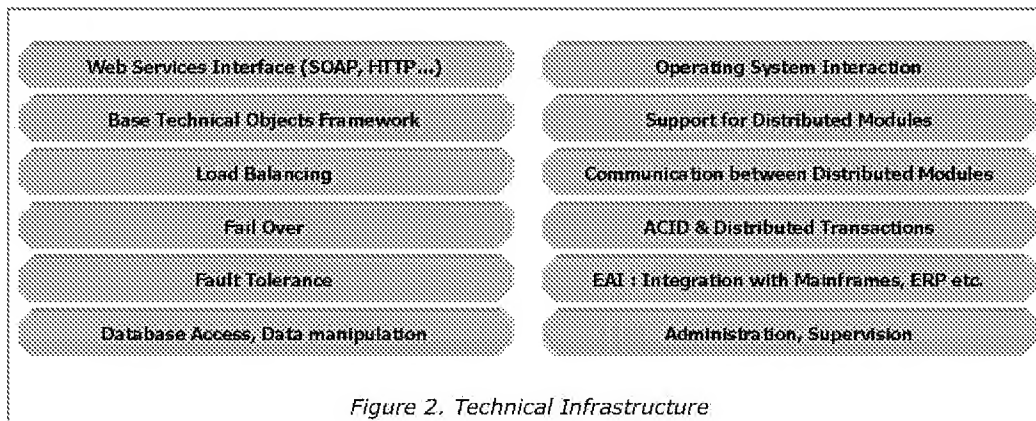 Web Services Interface (SOAP, HTTP...)
Base Technical Objects Framework
Load Balancing
Fail Over
Fault Tolerance
Database Access, Data manipulation
Operating System Interaction
Support for Distributed Modules
Communication between Distributed Modules
ACID & Distributed Transactions
EAI : Integration with Mainframes, ERP etc.
Administration, Supervision
Figure 2. Technical Infrastructure